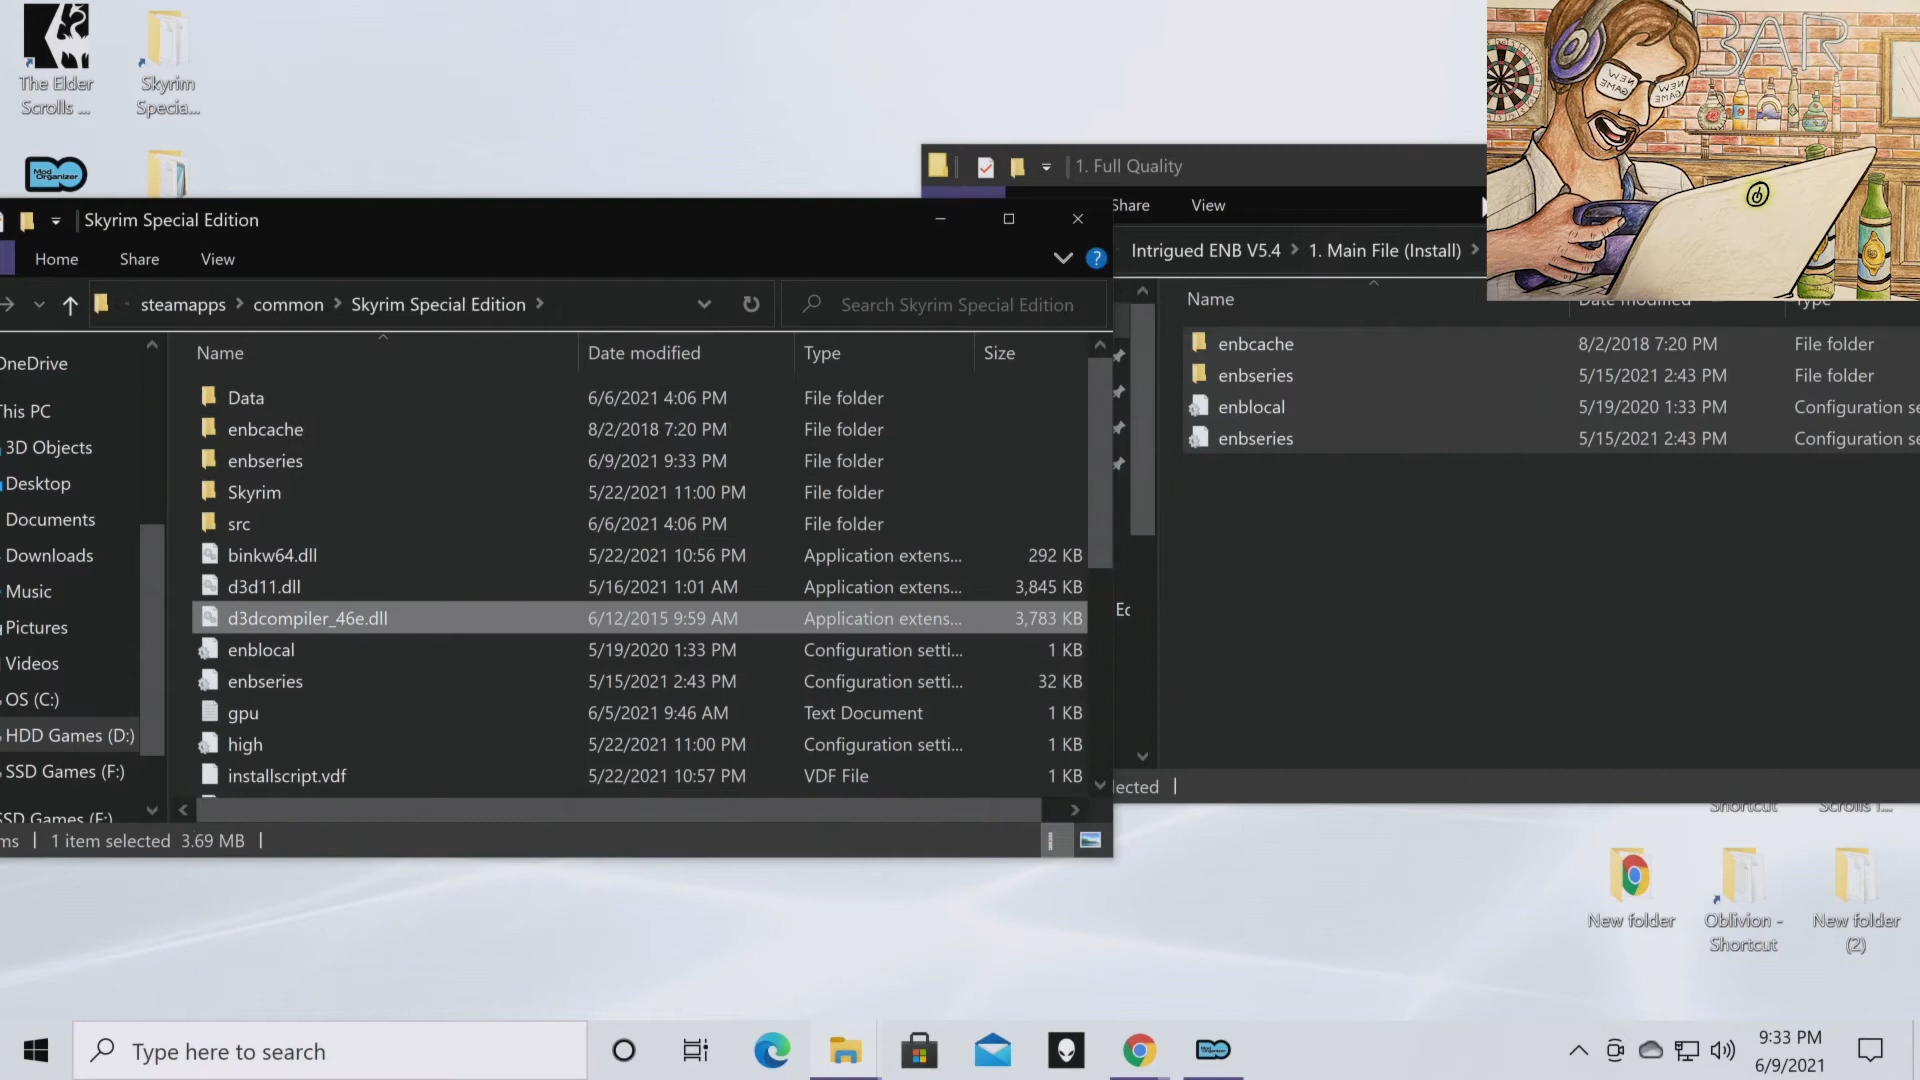 The Elder
Scrolls ...
Skyrim
Specia...
Mod
Organizer
BAR
NEW
GAME
NEW
GAME
1. Full Quality
Share
View
Intrigued ENB V5.4
1. Main File (Install)
Name
Date modified
Type
enbcache 8/2/2018 7:20 PM File folder
enbseries 5/15/2021 2:43 PM File folder
enblocal 5/19/2020 1:33 PM Configuration se
enbseries 5/15/2021 2:43 PM Configuration se
Ec
lected
Skyrim Special Edition
Home Share View
steamapps common Skyrim Special Edition
Search Skyrim Special Edition
OneDrive
This PC
3D Objects
Desktop
Documents
Downloads
Music
Pictures
Videos
OS (C:)
HDD Games (D:)
SSD Games (F:)
SSD Games (F:)
Name Date modified Type Size
Data 6/6/2021 4:06 PM File folder
enbcache 8/2/2018 7:20 PM File folder
enbseries 6/9/2021 9:33 PM File folder
Skyrim 5/22/2021 11:00 PM File folder
src 6/6/2021 4:06 PM File folder
binkw64.dll 5/22/2021 10:56 PM Application extens... 292 KB
d3d11.dll 5/16/2021 1:01 AM Application extens... 3,845 KB
d3dcompiler_46e.dll 6/12/2015 9:59 AM Application extens... 3,783 KB
enblocal 5/19/2020 1:33 PM Configuration setti... 1 KB
enbseries 5/15/2021 2:43 PM Configuration setti... 32 KB
gpu 6/5/2021 9:46 AM Text Document 1 KB
high 5/22/2021 11:00 PM Configuration setti... 1 KB
installscript.vdf 5/22/2021 10:57 PM VDF File 1 KB
ms 1 item selected 3.69 MB
Shortcut
Scrolls I...
New folder
Oblivion -
Shortcut
New folder
(2)
Type here to search
9:33 PM
6/9/2021